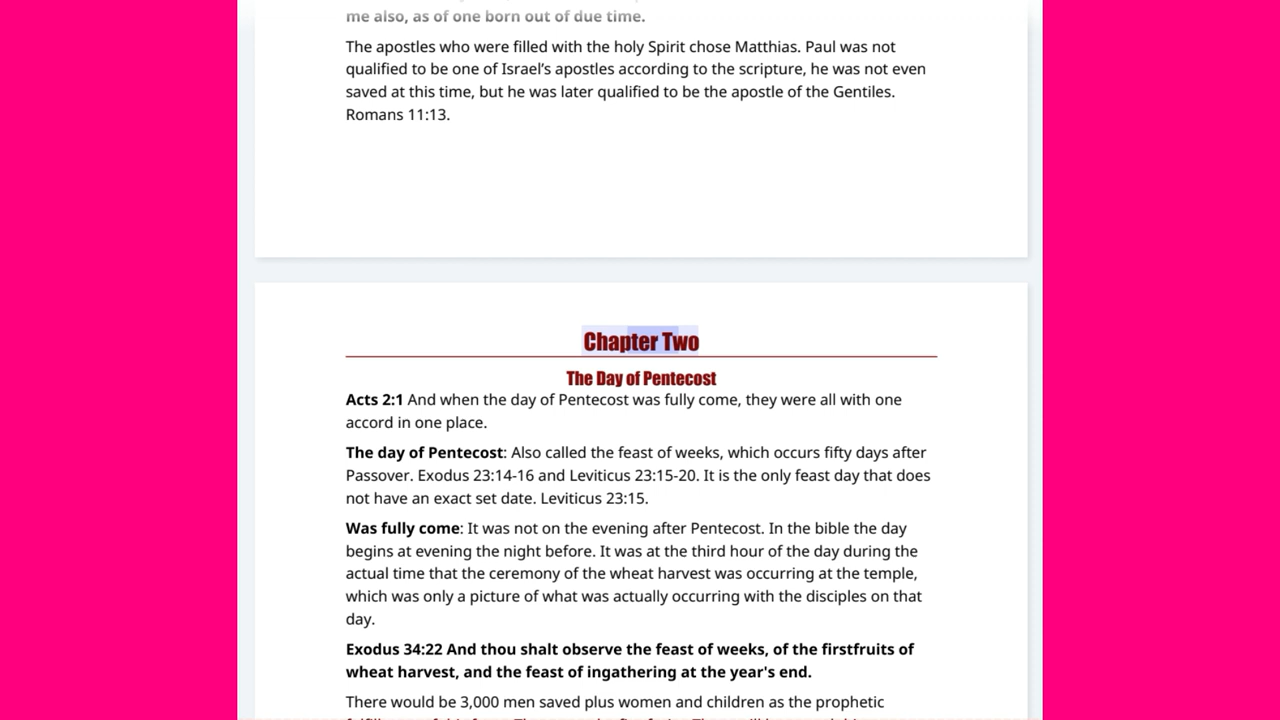 me also, as of one born out of due time.
The apostles who were filled with the holy Spirit chose Matthias. Paul was not
qualified to be one of Israel’s apostles according to the scripture, he was not even
saved at this time, but he was later qualified to be the apostle of the Gentiles.
Romans 11:13.
Chapter Two
The Day of Pentecost
Acts 2:1 And when the day of Pentecost was fully come, they were all with one
accord in one place.
The day of Pentecost: Also called the feast of weeks, which occurs fifty days after
Passover. Exodus 23:14-16 and Leviticus 23:15-20. It is the only feast day that does
not have an exact set date. Leviticus 23:15.
Was fully come: It was not on the evening after Pentecost. In the bible the day
begins at evening the night before. It was at the third hour of the day during the
actual time that the ceremony of the wheat harvest was occurring at the temple,
which was only a picture of what was actually occurring with the disciples on that
day.
Exodus 34:22 And thou shalt observe the feast of weeks, of the firstfruits of
wheat harvest, and the feast of ingathering at the year's end.
There would be 3,000 men saved plus women and children as the prophetic